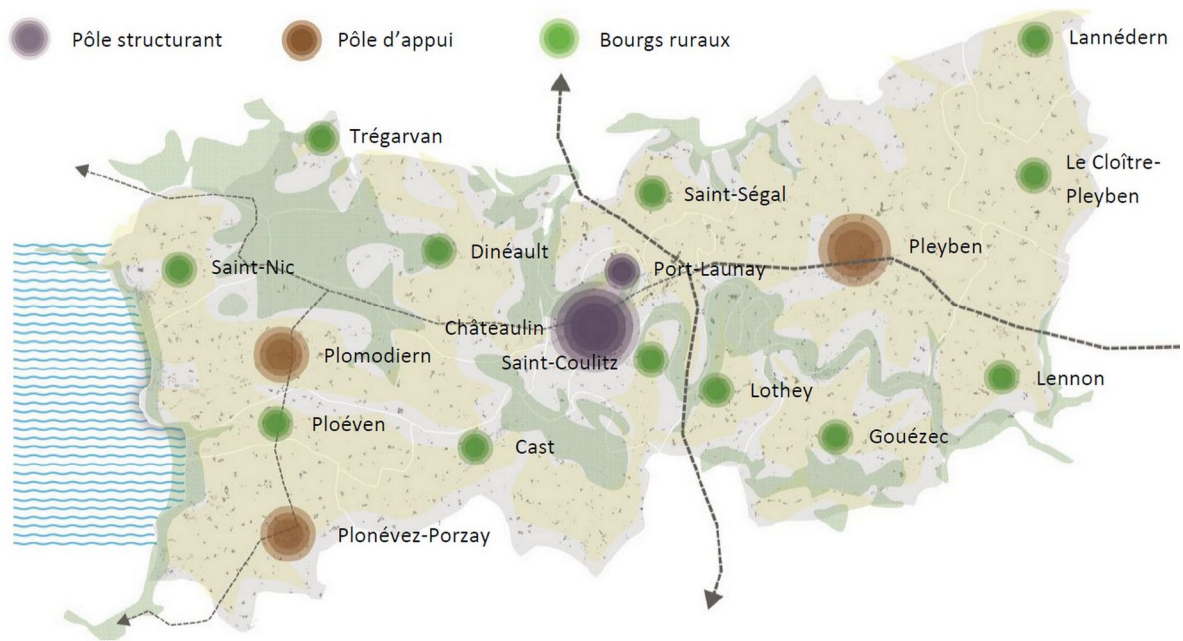 Pôle structurant
Pôle d'appui
Bourgs ruraux
Lannédern
Trégarvan
Le Cloître-
Pleyben
Saint-Ségal
Pleyben
Dinéault
Saint-Nic
Port-Launay
Châteaulin
Plomodiern
Saint-Coulitz
Lennon
Lothey
Ploéven
Gouézec
Cast
Plonévez-Porzay